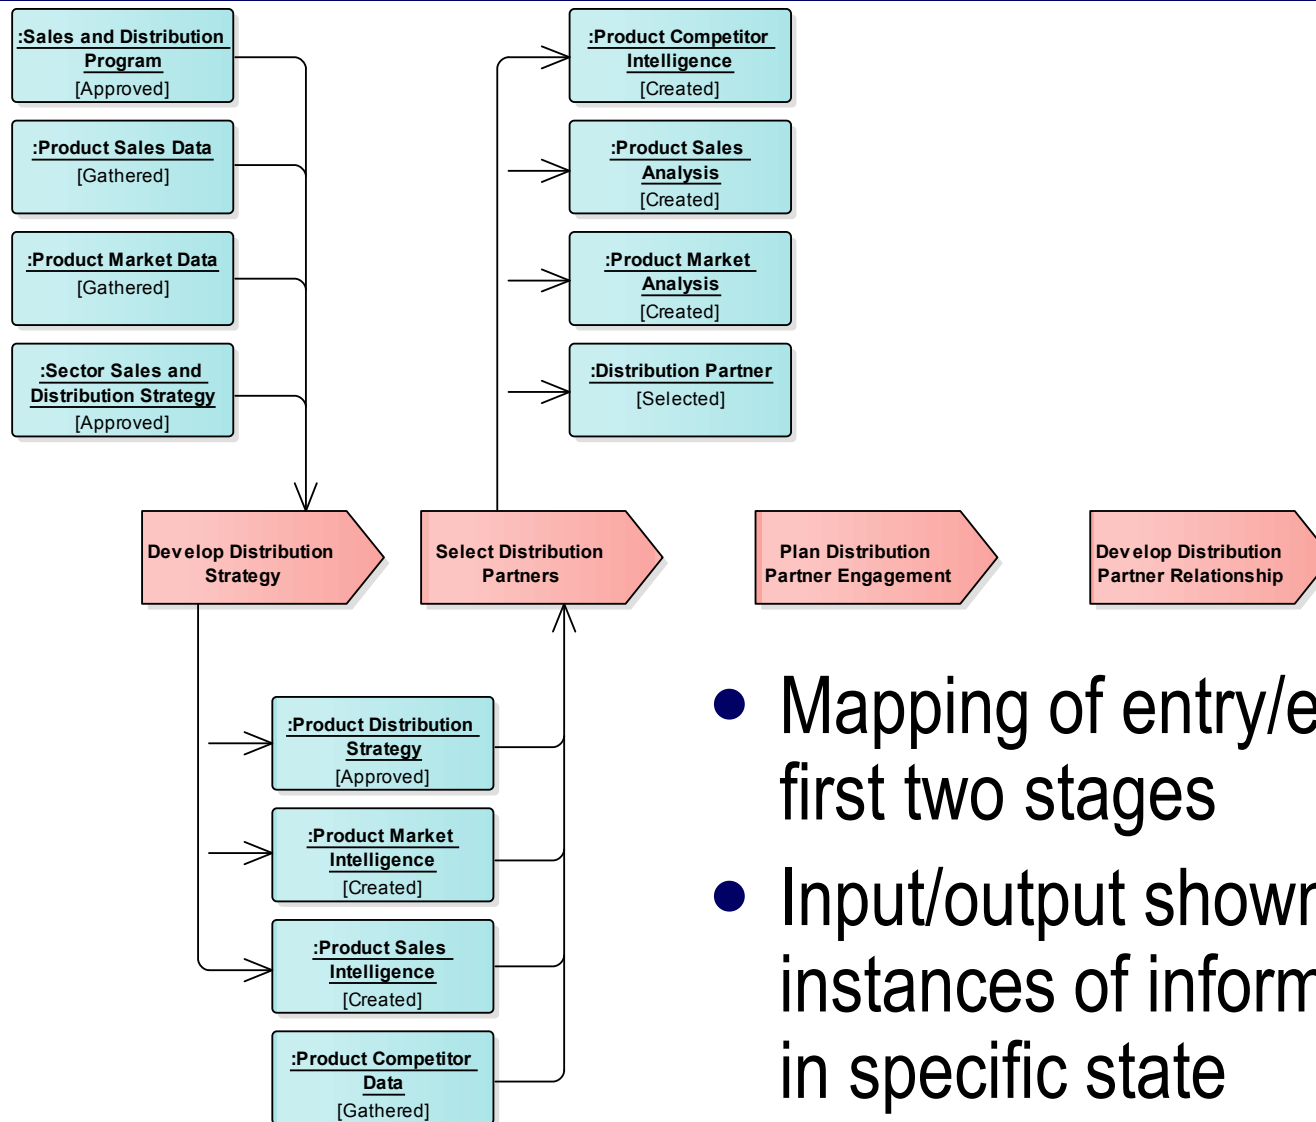 :Sales and Distribution
Program
[Approved]
:Product Sales Data
[Gathered]
:Product Market Data
[Gathered]
:Sector Sales and
Distribution Strategy
[Approved]
:Product Competitor
Intelligence
[Created]
:Product Sales
Analysis
[Created]
:Product Market
Analysis
[Created]
:Distribution Partner
[Selected]
Develop Distribution
Strategy
Select Distribution
Partners
Plan Distribution
Partner Engagement
Develop Distribution
Partner Relationship
:Product Distribution
Strategy
[Approved]
:Product Market
Intelligence
[Created]
:Product Sales
Intelligence
[Created]
:Product Competitor
Data
[Gathered]
• Mapping of entry/e
first two stages
• Input/output shown
instances of inform
in specific state